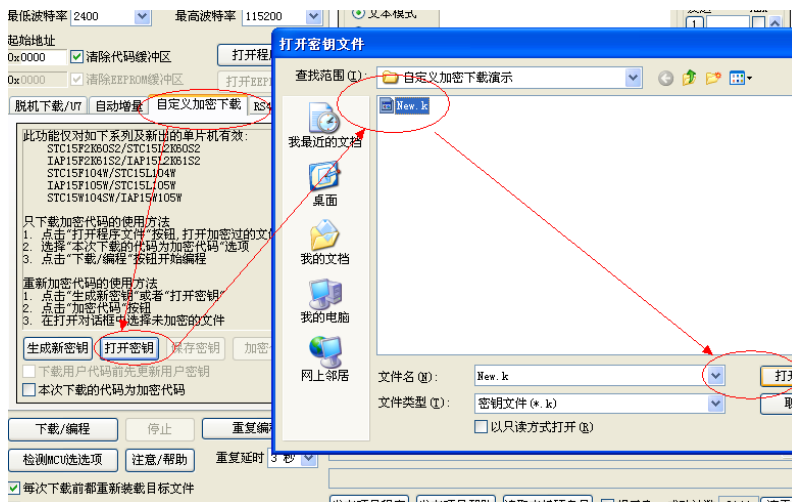 最低波特率 2400 最高波特率 115200
文本模式
起始地址
0x0000 清除代码缓冲区 打开程
0x0000 清除EEPROM缓冲区 打开EEP
脱机下载/U7 自动增量 自定义加密下载 RS4
此功能仅对如下系列及新出的单片机有效:
STC15F2K60S2/STC15L2K60S2
IAP15F2K61S2/IAP15L2K61S2
STC15F104W/STC15L104W
IAP15F105W/STC15L105W
STC15W104SW/IAP15W105W
只下载加密代码的使用方法
1. 点击"打开程序文件"按钮,打开加密过的文
2. 选择"本次下载的代码为加密代码"选项
3. 点击"下载/编程"按钮开始编程
重新加密代码的使用方法
1. 点击"生成新密钥"或者"打开密钥"
2. 点击"加密代码"按钮
3. 在打开对话框中选择未加密的文件
生成新密钥 打开密钥 保存密钥 加密
下载用户代码前先更新用户密钥
本次下载的代码为加密代码
下载/编程 停止 重复编
检测MCU选选项 注意/帮助 重复延时 3 秒
每次下载前都重新装载目标文件
打开密钥文件
查找范围(I): 自定义加密下载演示
New.k
我最近的文档
桌面
我的文档
我的电脑
网上邻居
文件名(N): New.k 打开
文件类型(T): 密钥文件(*.k) 取
以只读方式打开(R)